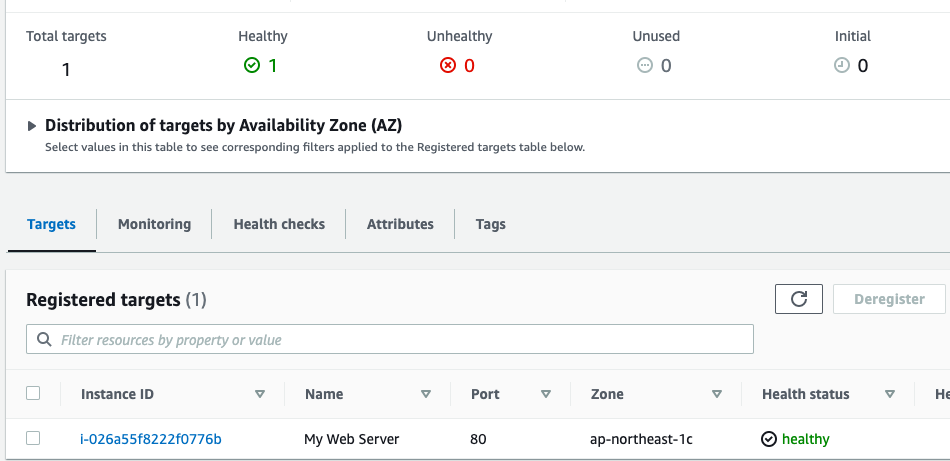 Total targets Healthy Unhealthy Unused Initial
1 1 0 0 0
Distribution of targets by Availability Zone (AZ)
Select values in this table to see corresponding filters applied to the Registered targets table below.
Targets Monitoring Health checks Attributes Tags
Registered targets (1) Deregister
Filter resources by property or value
Instance ID Name Port Zone Health status He
i-026a55f8222f0776b My Web Server 80 ap-northeast-1c healthy